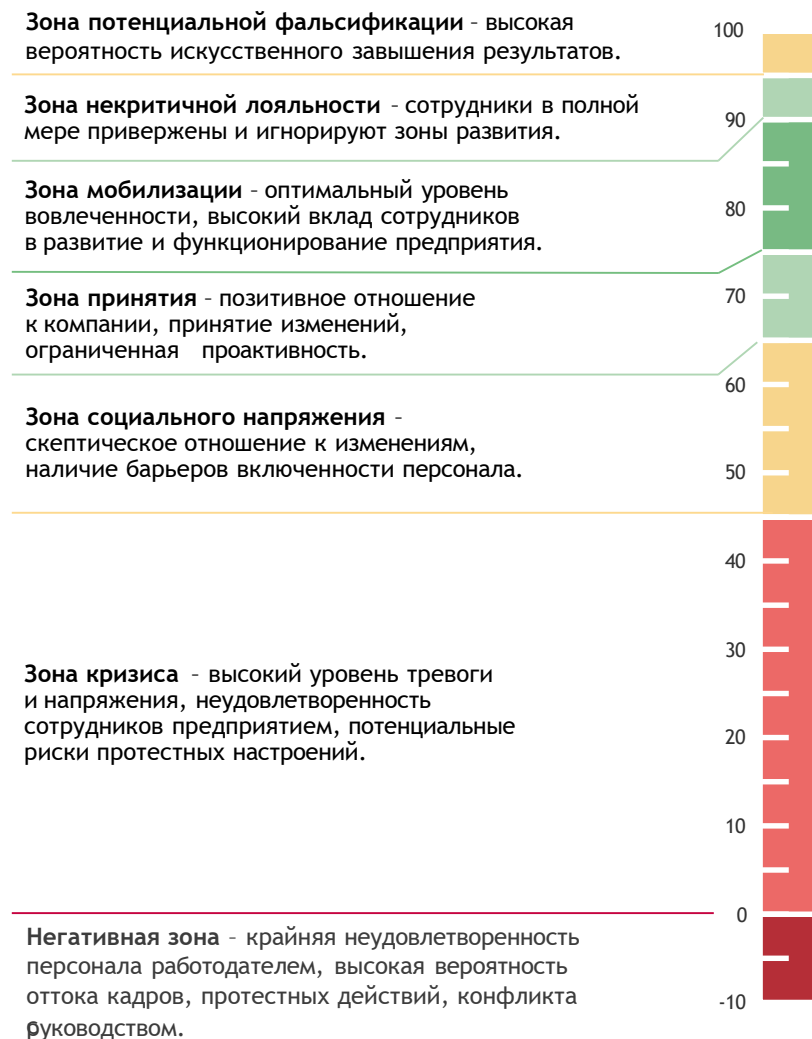 Зона потенциальной фальсификации – высокая
вероятность искусственного завышения результатов.
100
Зона некритичной лояльности – сотрудники в полной
мере привержены и игнорируют зоны развития.
90
Зона мобилизации – оптимальный уровень
вовлеченности, высокий вклад сотрудников
в развитие и функционирование предприятия.
80
Зона принятия – позитивное отношение
к компании, принятие изменений,
ограниченная проактивность.
70
60
Зона социального напряжения –
скептическое отношение к изменениям,
наличие барьеров включенности персонала.
50
40
30
Зона кризиса – высокий уровень тревоги
и напряжения, неудовлетворенность
сотрудников предприятием, потенциальные
риски протестных настроений.
20
10
0
Негативная зона – крайняя неудовлетворенность
персонала работодателем, высокая вероятность
оттока кадров, протестных действий, конфликта
с
руководством.
-10